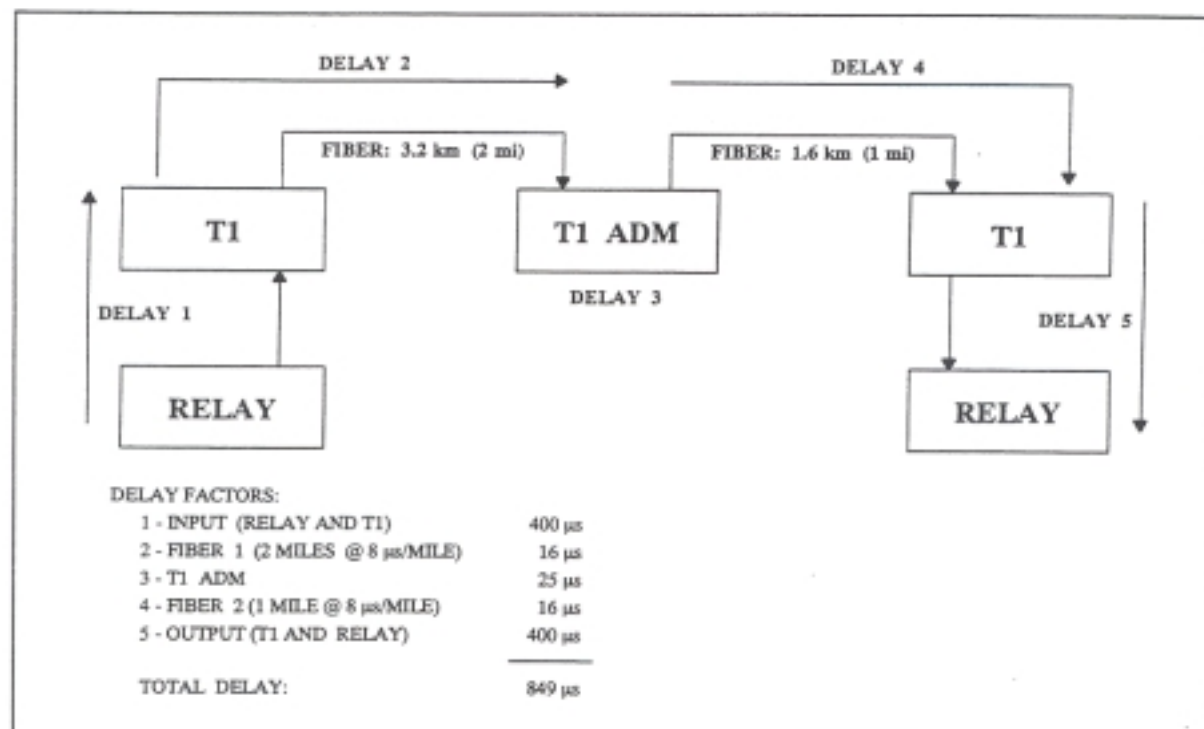 DELAY 2
DELAY 4
FIBER: 3.2 km (2 mi)
FIBER: 1.6 km (1 mi)
T1
T1 ADM
T1
DELAY 3
DELAY 1
DELAY 5
RELAY
RELAY
DELAY FACTORS:
1 - INPUT (RELAY AND T1) 400 µs
2 - FIBER 1 (2 MILES @ 8 µs/MILE) 16 µs
3 - T1 ADM 25 µs
4 - FIBER 2 (1 MILE @ 8 µs/MILE) 16 µs
5 - OUTPUT (T1 AND RELAY) 400 µs
TOTAL DELAY: 849 µs